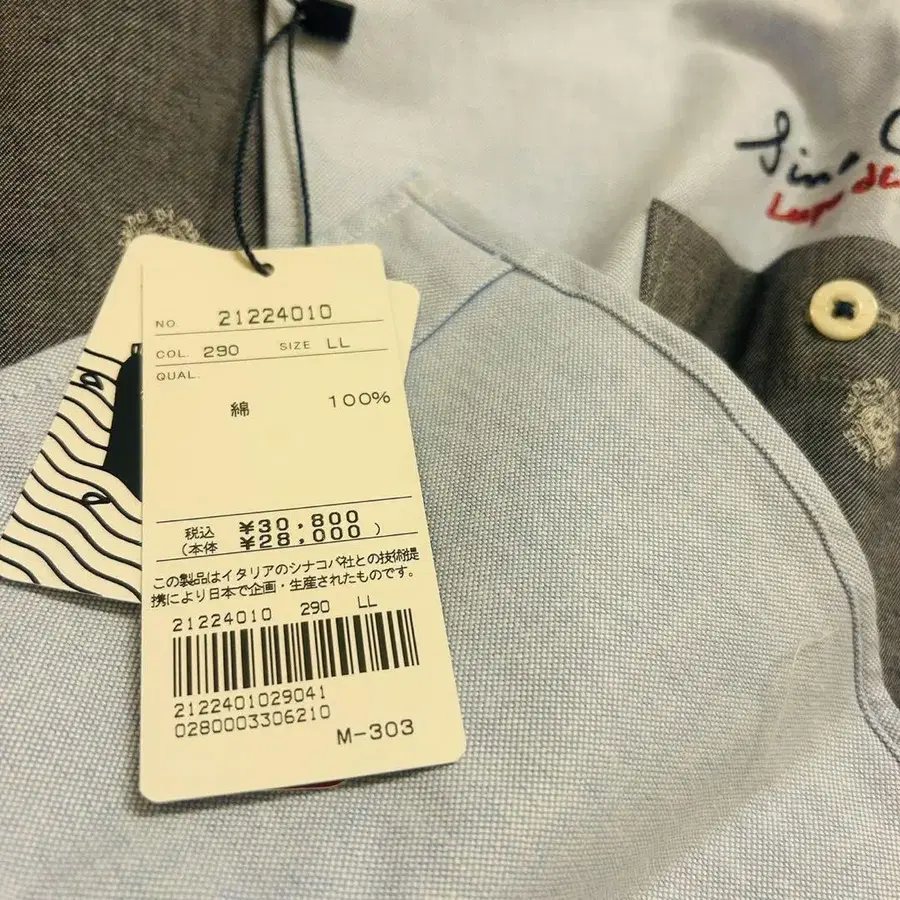 NO. 21224010
COL. 290 SIZE LL
QUAL.
綿 100%
税込 ¥30,800
(本体 ¥28,000 )
この製品はイタリアのシナコバ社との技術提
携により日本で企画・生産されたものです。
21224010 290 LL
2122401029041
0280003306210
M-303